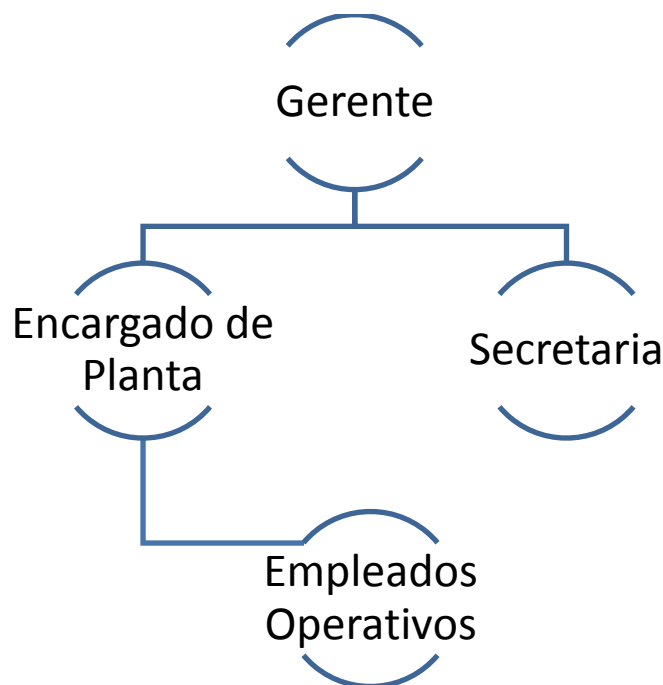 Gerente
Encargado de
Planta
Secretaria
Empleados
Operativos